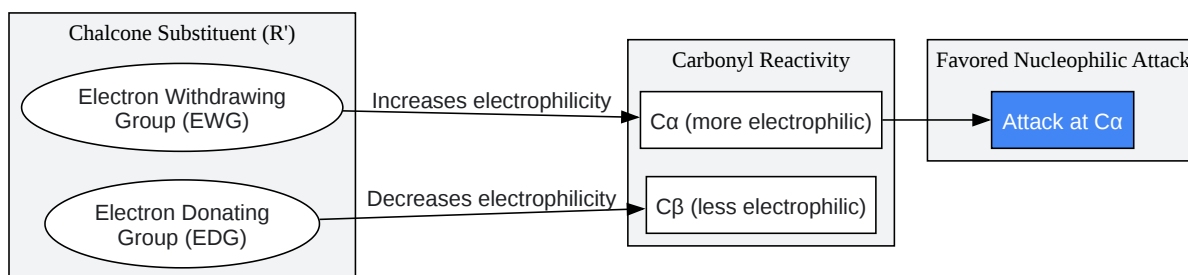 Chalcone Substituent (R')
Electron Withdrawing
Group (EWG)
Increases electrophilicity
Electron Donating
Group (EDG)
Decreases electrophilicity
Carbonyl Reactivity
Cα (more electrophilic)
Cβ (less electrophilic)
Favored Nucleophilic Attack
Attack at Cα